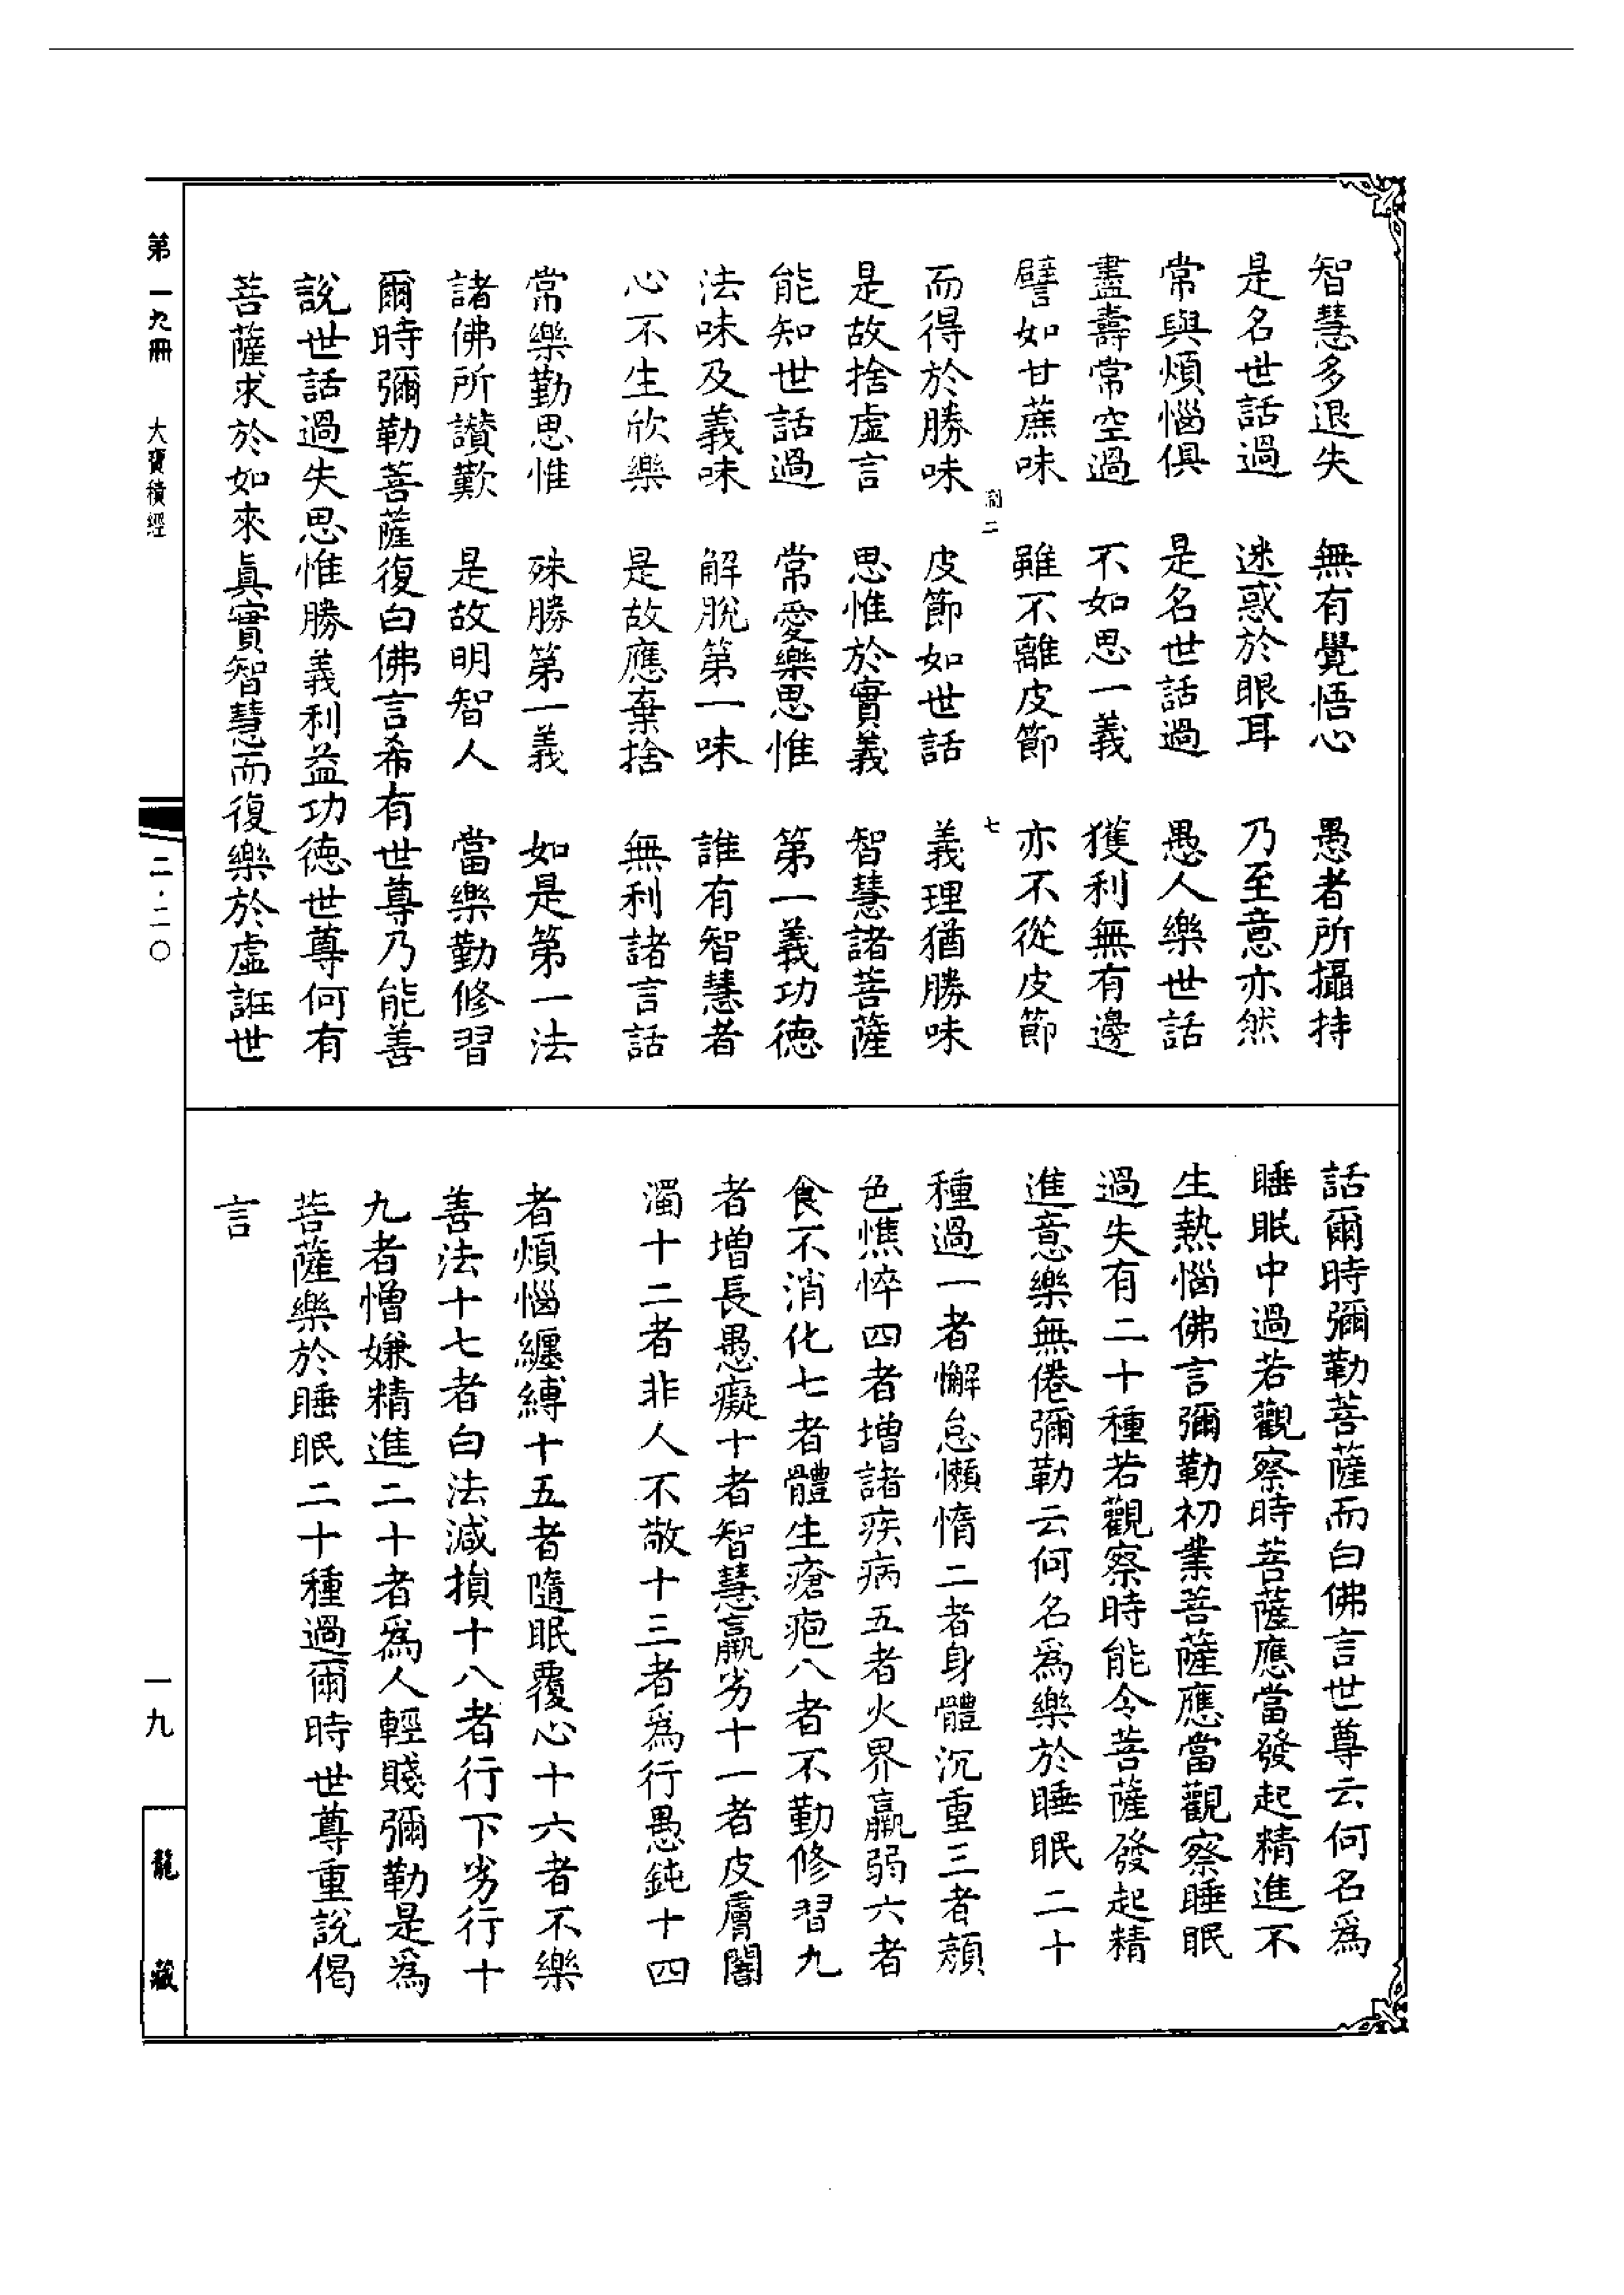 智慧多退失　無有覺悟心　愚者所攝持
是名世話過　迷惑於眼耳　乃至意亦然
常與煩惱俱　是名世話過　愚人樂世話
盡壽常空過　不如思一義　獲利無有邊
譬如甘蔗味　雖不離皮節　亦不從皮節
二　七
而得於勝味　皮節如世話　義理猶勝味
是故捨虛言　思惟於實義　智慧諸菩薩
能知世話過　常愛樂思惟　第一義功德
法味及義味　解脫第一味　誰有智慧者
心不生欣樂　是故應棄捨　無利諸言話
常樂勤思惟　殊勝第一義　如是第一法
諸佛所讚歎　是故明智人　當樂勤修習
爾時彌勒菩薩復白佛言希有世尊乃能善
說世話過失思惟勝義利益功德世尊何有
菩薩求於如來眞實智慧而復樂於虛誑世
話爾時彌勒菩薩而白佛言世尊云何名爲
睡眠中過若觀察時菩薩應當發起精進不
生熱惱佛言彌勒初業菩薩應當觀察睡眠
過失有二十種若觀察時能令菩薩發起精
進意樂無倦彌勒云何名爲樂於睡眠二十
種過一者懈怠懶惰二者身體沉重三者顏
色憔悴四者增諸疾病五者火界羸弱六者
食不消化七者體生瘡疱八者不勤修習九
者增長愚癡十者智慧羸劣十一者皮膚闇
濁十二者非人不敬十三者爲行愚鈍十四
者煩惱纏縛十五者隨眠覆心十六者不樂
善法十七者白法減損十八者行下劣行十
九者憎嫌精進二十者爲人輕賤彌勒是爲
菩薩樂於睡眠二十種過爾時世尊重說偈
言
第一九冊　大寶積經
二·二〇
一九
龍藏